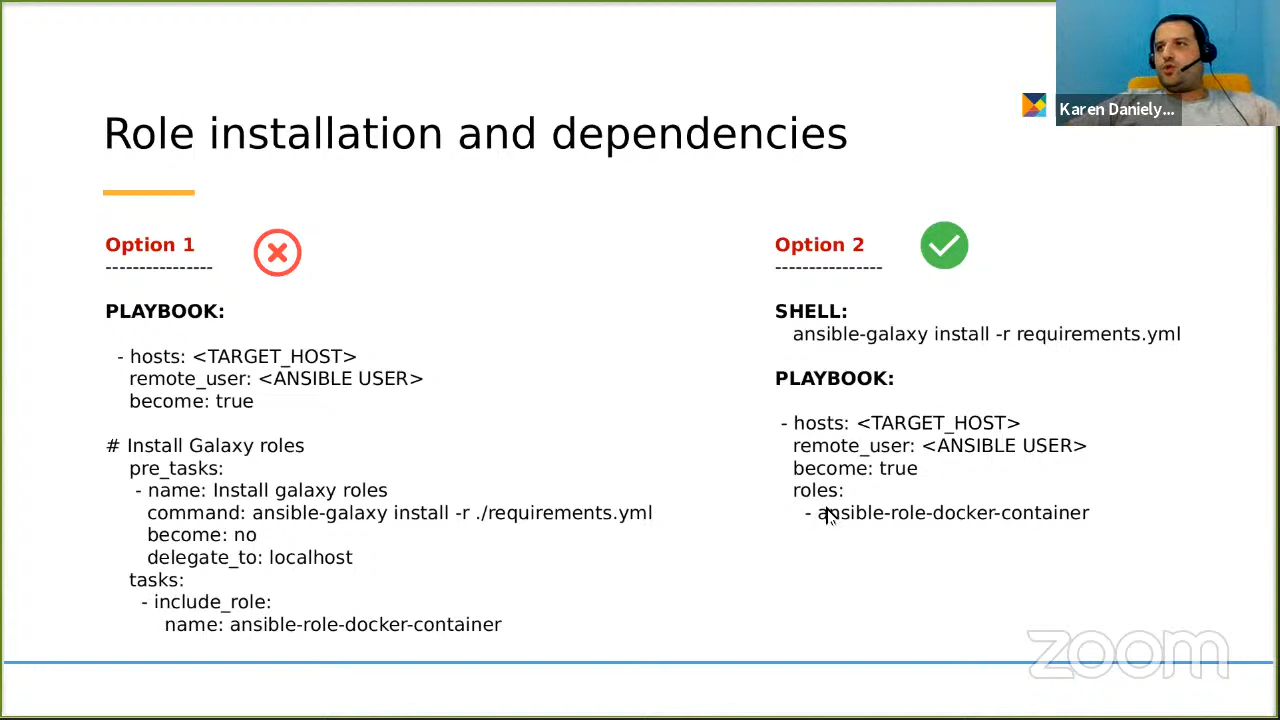 Karen Daniely...
Role installation and dependencies
Option 1
----------------
PLAYBOOK:
- hosts: <TARGET_HOST>
remote_user: <ANSIBLE USER>
become: true
# Install Galaxy roles
pre_tasks:
- name: Install galaxy roles
command: ansible-galaxy install -r ./requirements.yml
become: no
delegate_to: localhost
tasks:
- include_role:
name: ansible-role-docker-container
Option 2
----------------
SHELL:
ansible-galaxy install -r requirements.yml
PLAYBOOK:
- hosts: <TARGET_HOST>
remote_user: <ANSIBLE USER>
become: true
roles:
- ansible-role-docker-container
zoom